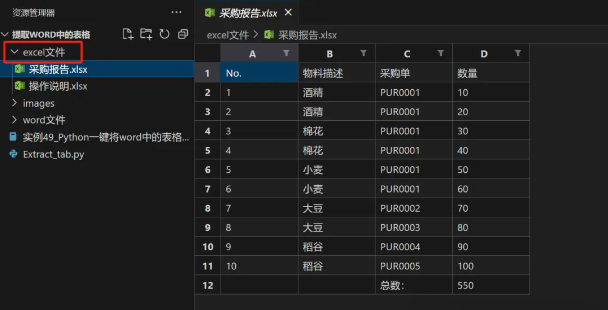 资源管理器
提取WORD中的表格
excel文件
采购报告.xlsx
操作说明.xlsx
images
word文件
实例49_Python一键将word中的表格...
Extract_tab.py
采购报告.xlsx
excel文件 > 采购报告.xlsx
A B C D
1 No. 物料描述 采购单 数量
2 1 酒精 PUR0001 10
3 2 酒精 PUR0001 20
4 3 棉花 PUR0001 30
5 4 棉花 PUR0001 40
6 5 小麦 PUR0001 50
7 6 小麦 PUR0001 60
8 7 大豆 PUR0002 70
9 8 大豆 PUR0003 80
10 9 稻谷 PUR0004 90
11 10 稻谷 PUR0005 100
12 总数: 550